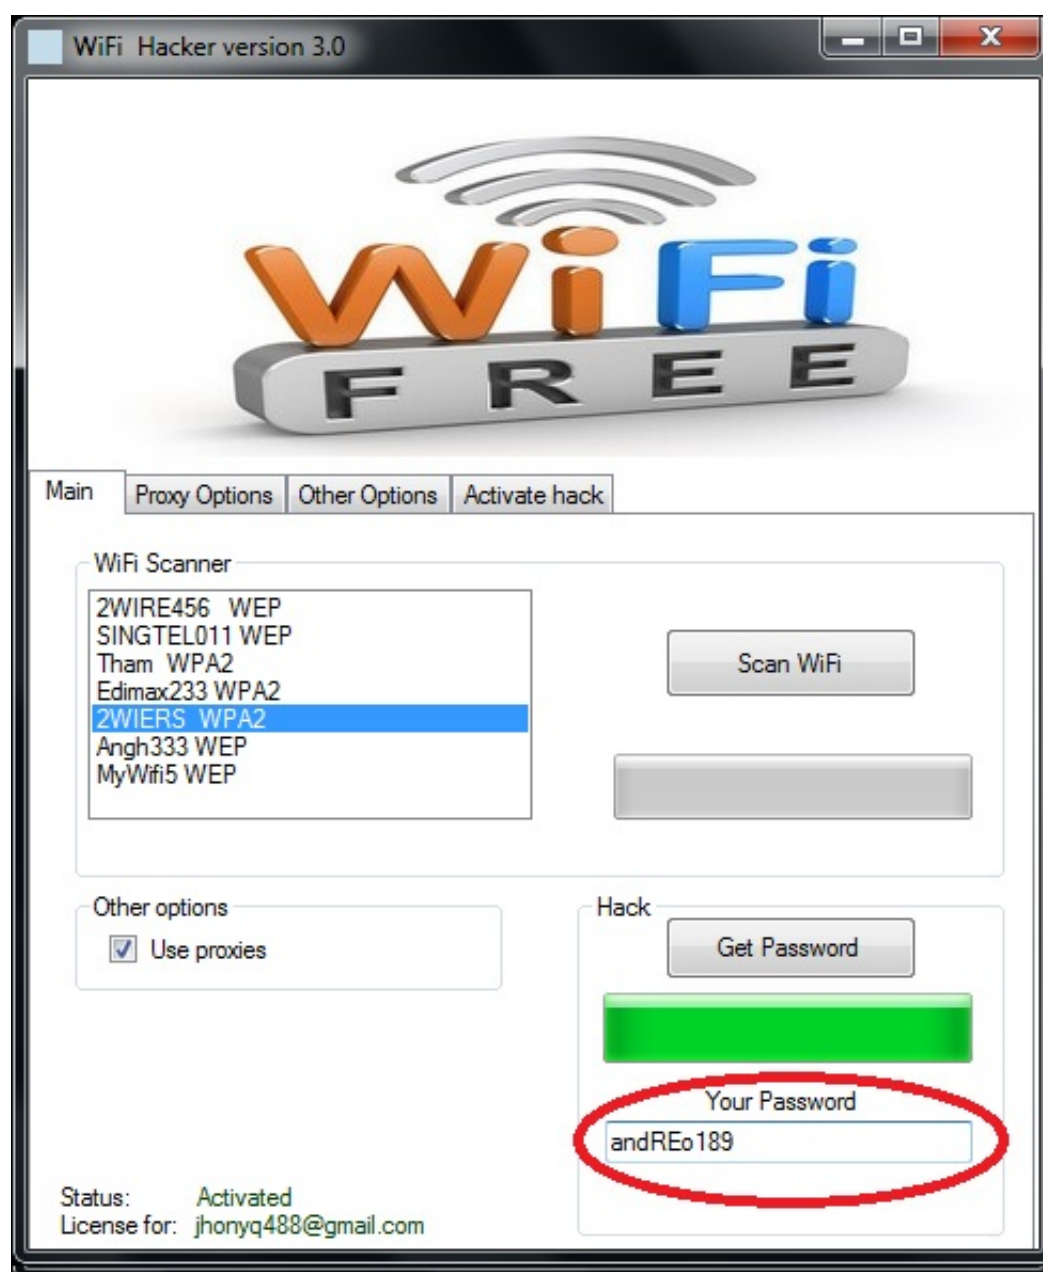 WiFi Hacker version 3.0
WiFi
FREE
Main Proxy Options Other Options Activate hack
WiFi Scanner
2WIRE456 WEP
SINGTEL011 WEP
Tham WPA2
Edimax233 WPA2
2WIERS WPA2
Angh333 WEP
MyWifi5 WEP
Scan WiFi
Other options
Use proxies
Hack
Get Password
Your Password
andREo189
Status: Activated
License for: jhonyq488@gmail.com